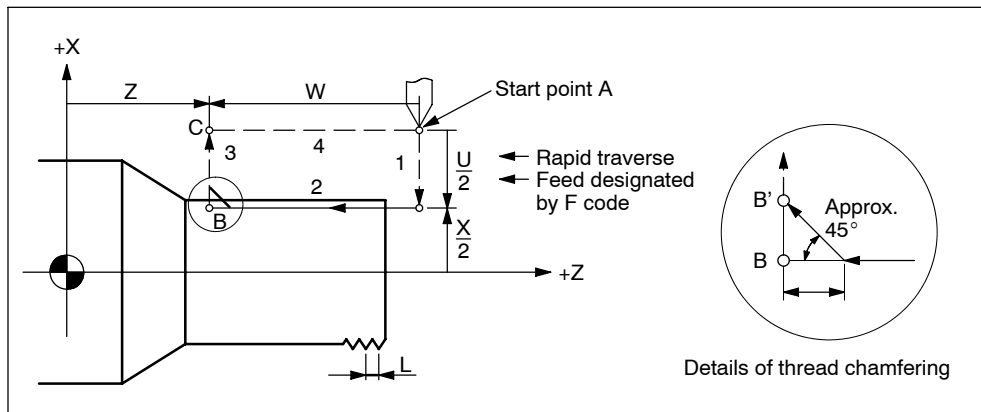 +X
Z
W
Start point A
C
3
4
1
U
2
Rapid traverse
Feed designated
by F code
2
B
X
2
+Z
L
B’
Approx.
45°
B
Details of thread chamfering